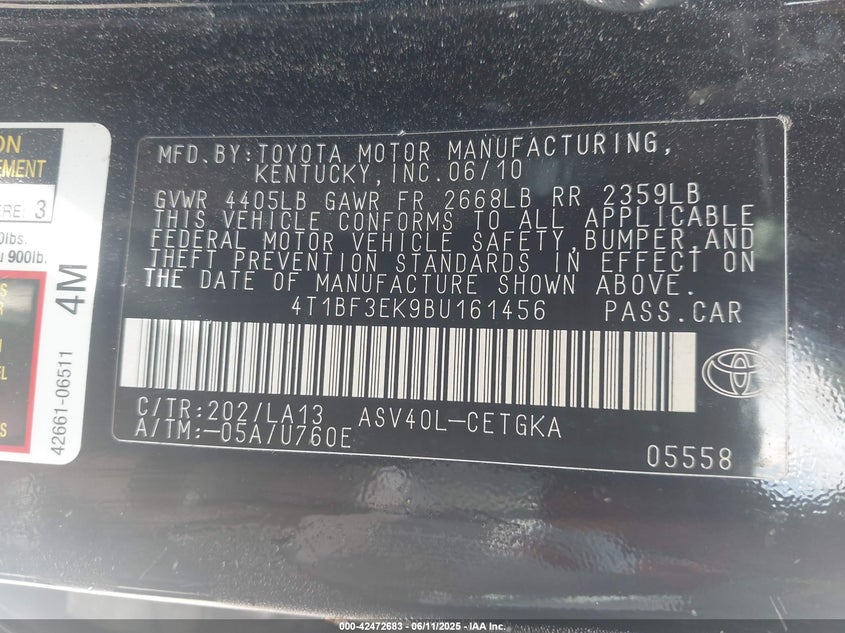 ON
EMENT
ERE. 3
0lbs.
900lb.
4M
42661-06511
MFD.BY:TOYOTA MOTOR MANUFACTURING,
KENTUCKY,INC.06/10
GVWR 4405LB GAWR FR 2668LB RR 2359LB
THIS VEHICLE CONFORMS TO ALL APPLICABLE
FEDERAL MOTOR VEHICLE SAFETY,BUMPER,AND
THEFT PREVENTION STANDARDS IN EFFECT ON
THE DATE OF MANUFACTURE SHOWN ABOVE.
4T1BF3EK9BU161456 PASS.CAR
C/TR:202/LA13 ASV40L-CETGKA
A/TM:-05A/U760E
05558
000-42472683 - 06/11/2025 - IAA Inc.